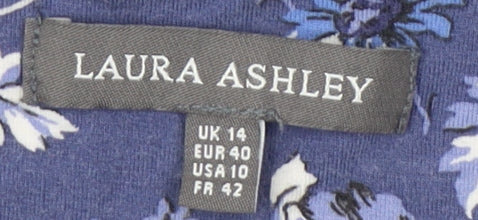 LAURA ASHLEY
UK 14
EUR 40
USA 10
FR 42